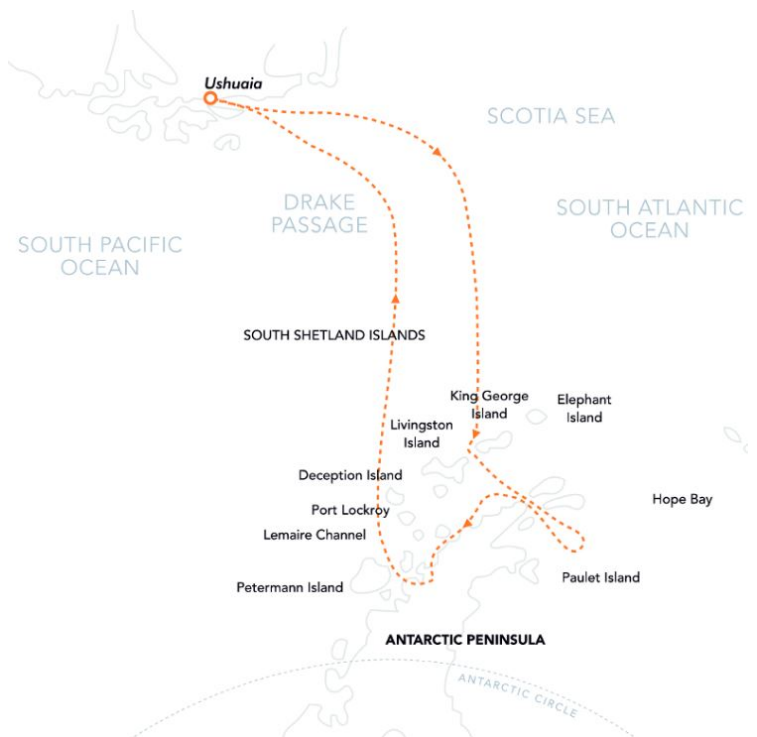 Ushuaia
SCOTIA SEA
DRAKE
PASSAGE
SOUTH ATLANTIC
OCEAN
SOUTH PACIFIC
OCEAN
SOUTH SHETLAND ISLANDS
King George
Island
Elephant
Island
Livingston
Island
Deception Island
Hope Bay
Port Lockroy
Lemaire Channel
Paulet Island
Petermann Island
ANTARCTIC PENINSULA
ANTARCTIC CIRCLE